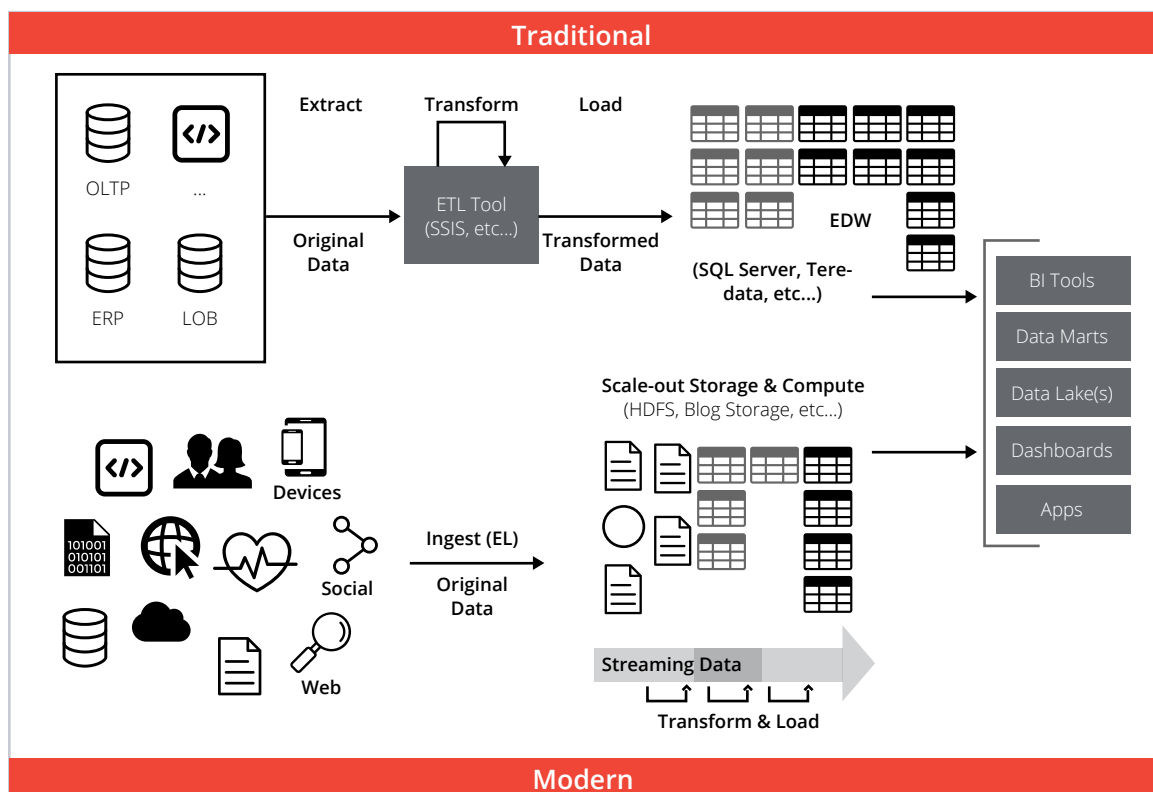 Traditional
Extract
Transform
Load
OLTP
...
ERP
LOB
Original
Data
ETL Tool
(SSIS, etc...)
Transformed
Data
EDW
(SQL Server, Tere-
data, etc...)
BI Tools
Data Marts
Data Lake(s)
Dashboards
Apps
Scale-out Storage & Compute
(HDFS, Blog Storage, etc...)
Devices
101001
010101
001101
Social
Web
Ingest (EL)
Original
Data
Streaming Data
Transform & Load
Modern